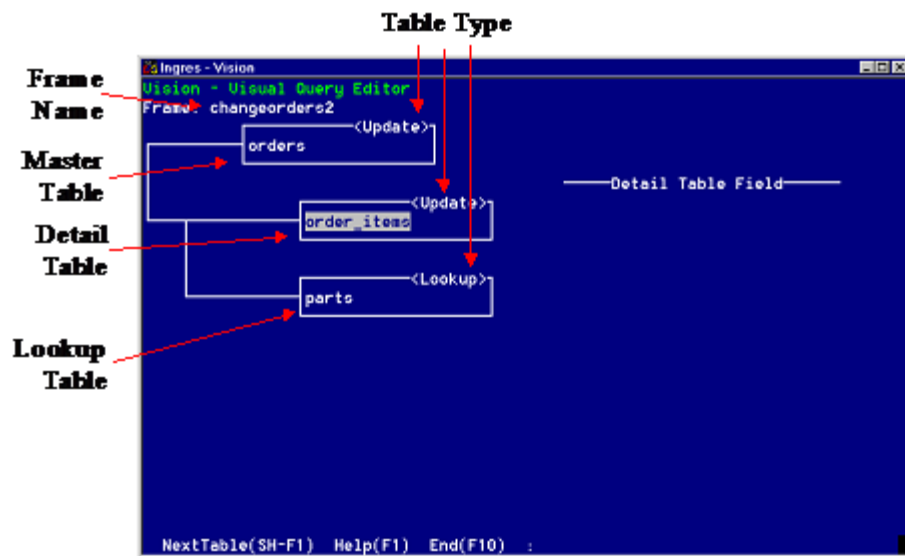 Table Type
Ingres - Vision
Vision - Visual Query Editor
Frame Name
Frame: changeorders2
<Update>
orders
Master Table
Detail Table Field
<Update>
order_items
Detail Table
<Lookup>
parts
Lookup Table
NextTable(SH-F1) Help(F1) End(F10) :